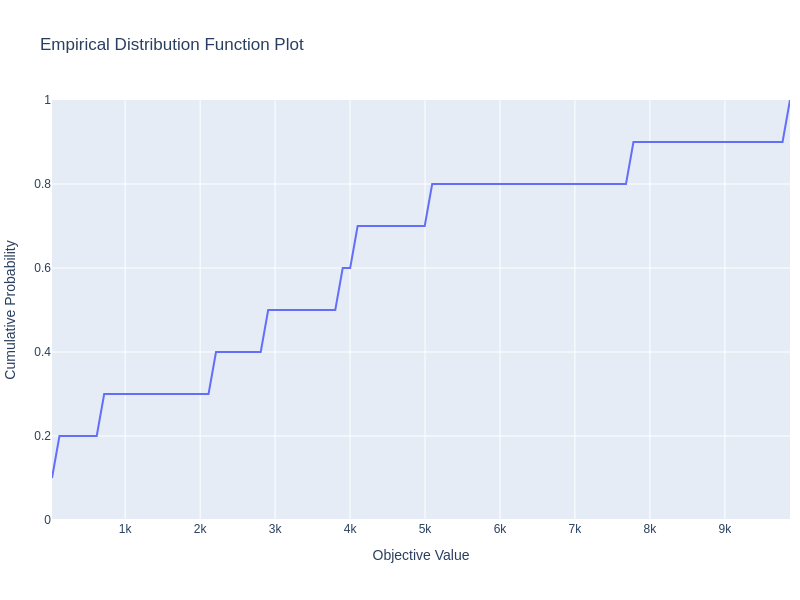 Empirical Distribution Function Plot
1
0.8
0.6
0.4
0.2
0
Cumulative Probability
1k 2k 3k 4k 5k 6k 7k 8k 9k
Objective Value